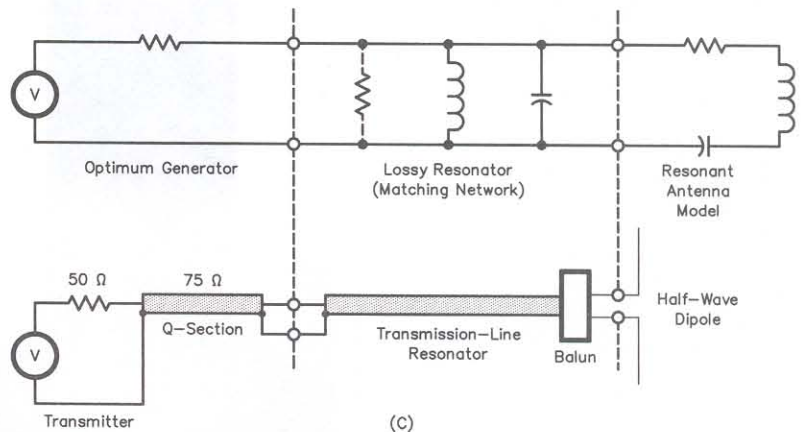 V
Optimum Generator
Lossy Resonator
(Matching Network)
Resonant
Antenna
Model
50 Ω
75 Ω
Q-Section
V
Transmitter
Transmission-Line
Resonator
Balun
Half-Wave
Dipole
(C)